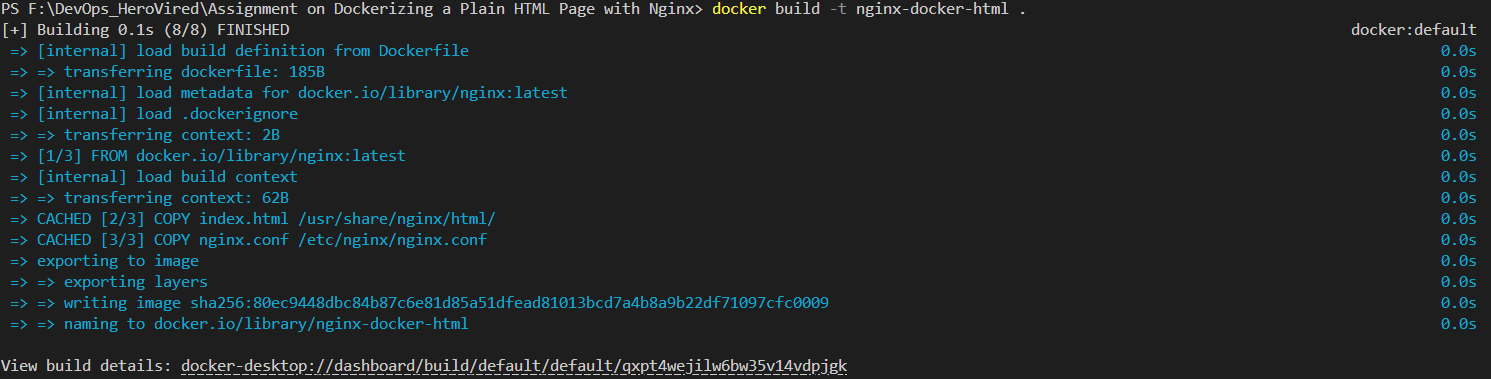 PS F:\DevOps_HeroVired\Assignment on Dockerizing a Plain HTML Page with Nginx> docker build -t nginx-docker-html .
[+] Building 0.1s (8/8) FINISHED docker:default
=> [internal] load build definition from Dockerfile 0.0s
=> => transferring dockerfile: 185B 0.0s
=> [internal] load metadata for docker.io/library/nginx:latest 0.0s
=> [internal] load .dockerignore 0.0s
=> => transferring context: 2B 0.0s
=> [1/3] FROM docker.io/library/nginx:latest 0.0s
=> [internal] load build context 0.0s
=> => transferring context: 62B 0.0s
=> CACHED [2/3] COPY index.html /usr/share/nginx/html/ 0.0s
=> CACHED [3/3] COPY nginx.conf /etc/nginx/nginx.conf 0.0s
=> exporting to image 0.0s
=> => exporting layers 0.0s
=> => writing image sha256:80ec9448dbc84b87c6e81d85a51dfead81013bcd7a4b8a9b22df71097cfc0009 0.0s
=> => naming to docker.io/library/nginx-docker-html 0.0s
View build details: docker-desktop://dashboard/build/default/default/qxpt4wejilw6bw35v14vdpjgk